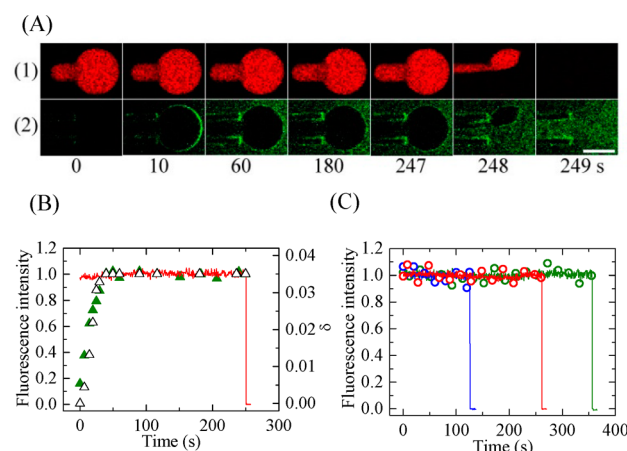 (A)
(1)
(2)
0 10 60 180 247 248 249 s
(B)
Fluorescence intensity
1.2
1.0
0.8
0.6
0.4
0.2
0.0
0.04
0.03
0.02
0.01
0.00
δ
0 100 200 300
Time (s)
(C)
Fluorescence intensity
1.2
1.0
0.8
0.6
0.4
0.2
0.0
0 100 200 300 400
Time (s)